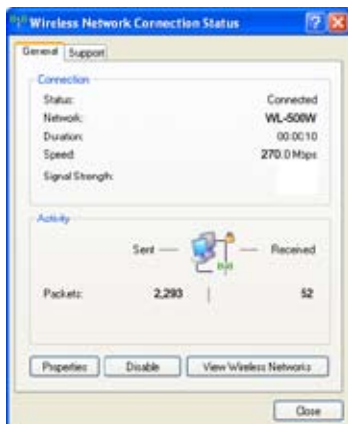 Wireless Network Connection Status
General Support
Connection
Status: Connected
Network: WL-500W
Duration: 00:00:10
Speed: 270.0 Mbps
Signal Strength:
Activity
Sent — — Received
Packets: 2,293 | 52
Properties Disable View Wireless Networks
Close